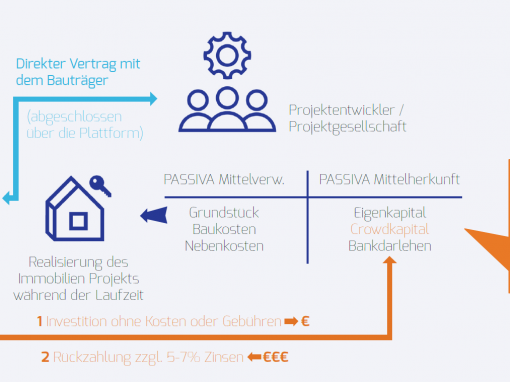 Direkter Vertrag mit
dem Bauträger
(abgeschlossen
über die Plattform)
Projektentwickler /
Projektgesellschaft
PASSIVA Mittelverw.
PASSIVA Mittelherkunft
Grundstuck
Baukosten
Nebenkosten
Eigenkapital
Crowdkapital
Bankdarlehen
Realisierung des
Immobilien Projekts
während der Laufzeit
1 Investition ohne Kosten oder Gebuhren ➡ €
2 Ruckzahlung zzgl. 5-7% Zinsen ⬅ €€€